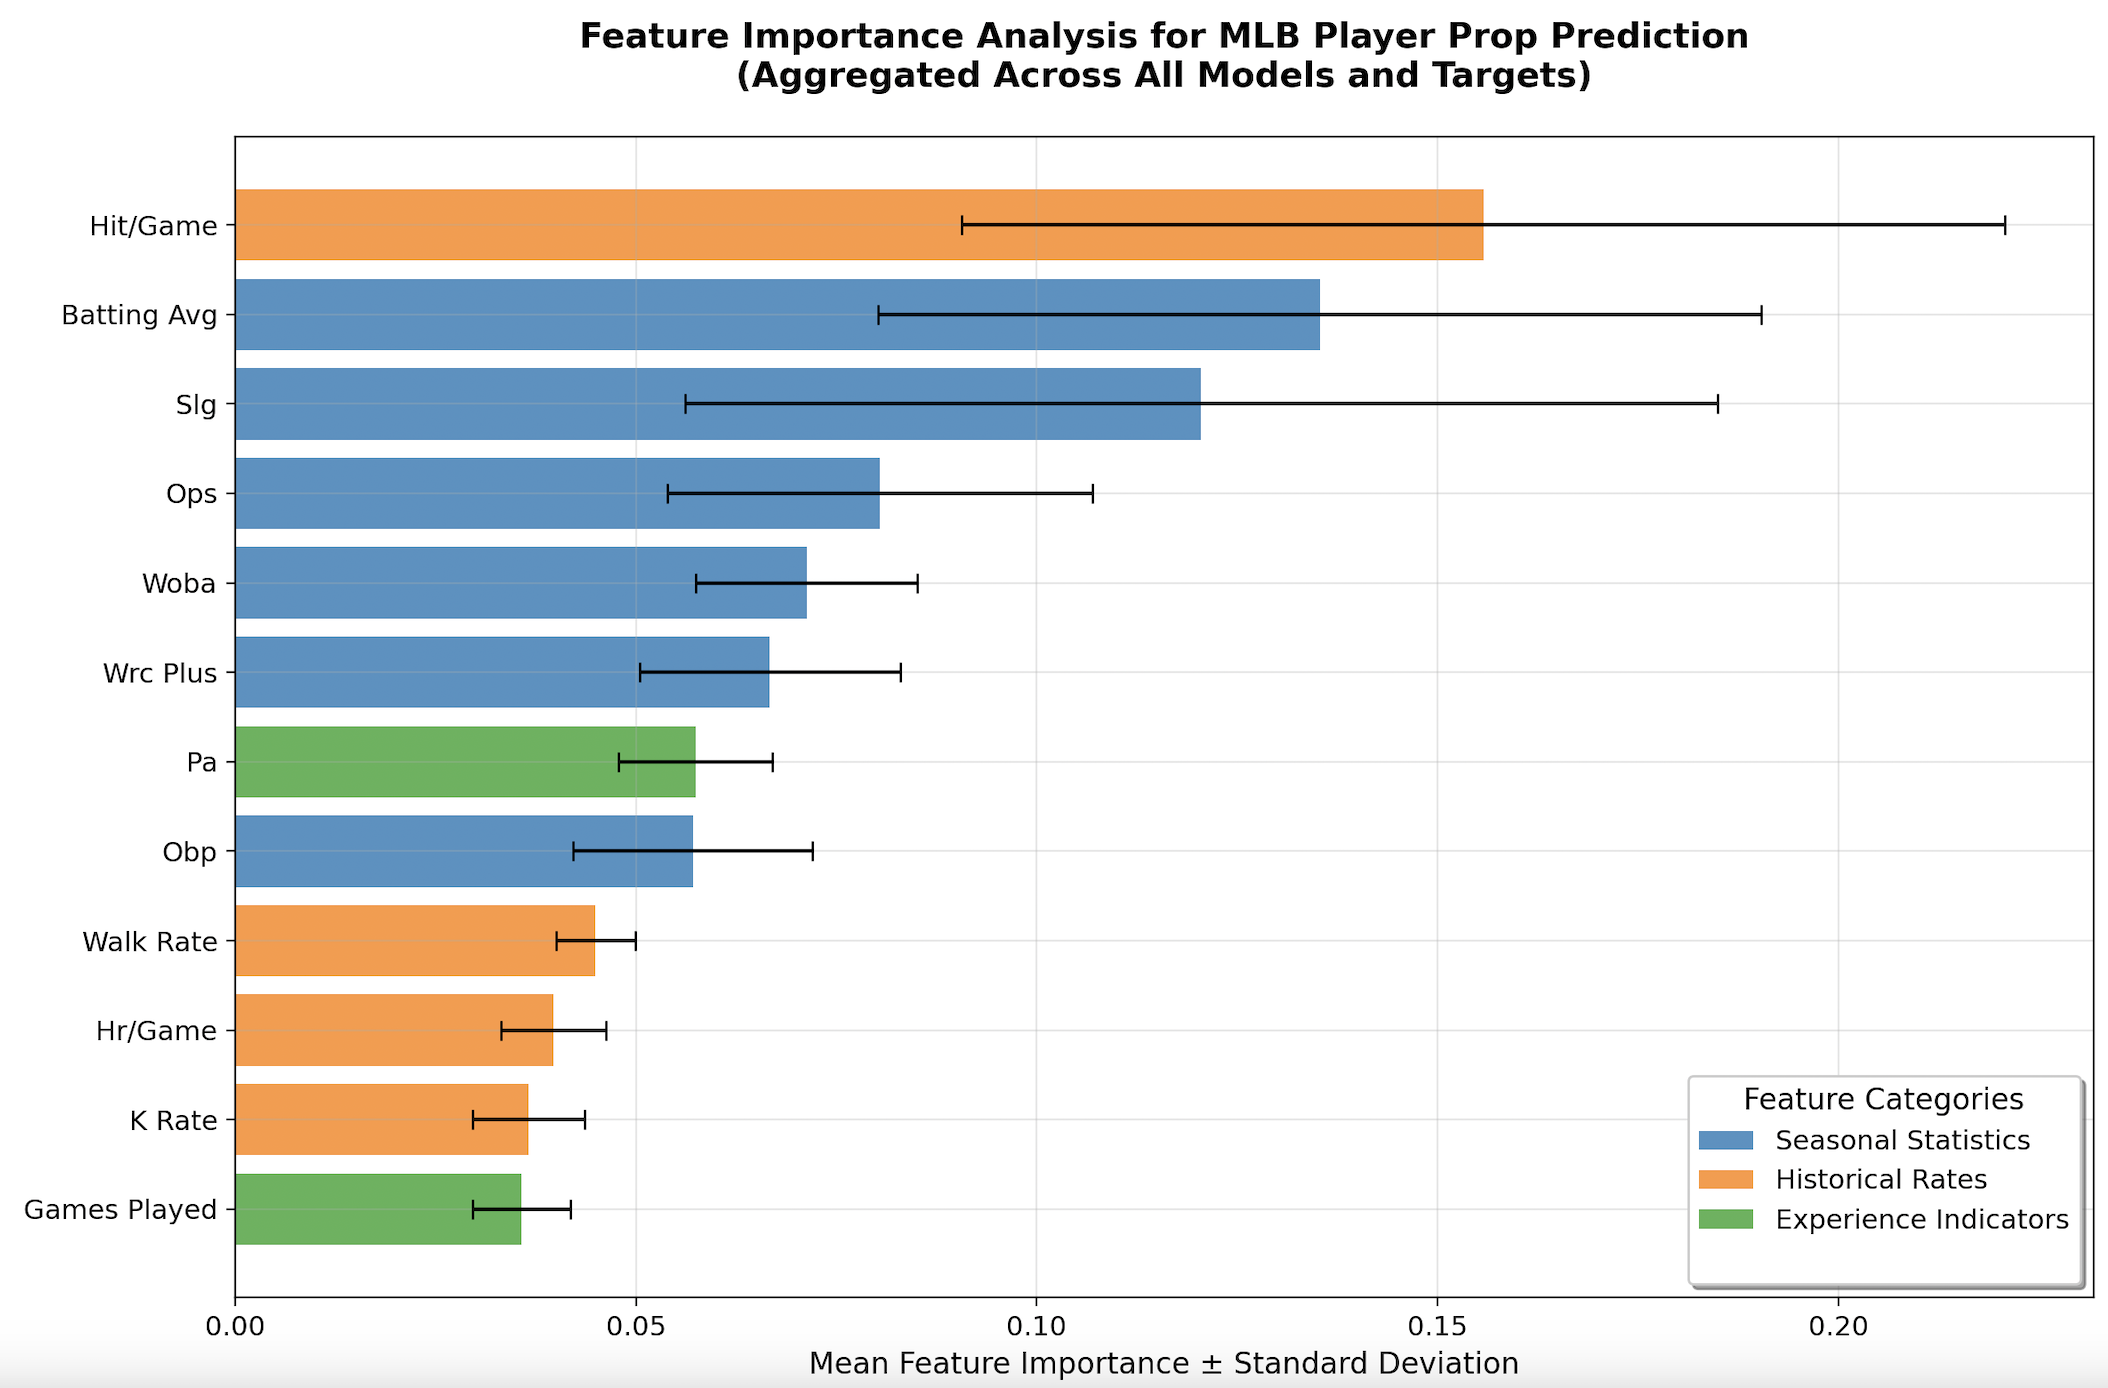 Feature Importance Analysis for MLB Player Prop Prediction
(Aggregated Across All Models and Targets)
Hit/Game
Batting Avg
Slg
Ops
Woba
Wrc Plus
Pa
Obp
Walk Rate
Hr/Game
K Rate
Games Played
Feature Categories
Seasonal Statistics
Historical Rates
Experience Indicators
0.00
0.05
0.10
0.15
0.20
Mean Feature Importance ± Standard Deviation